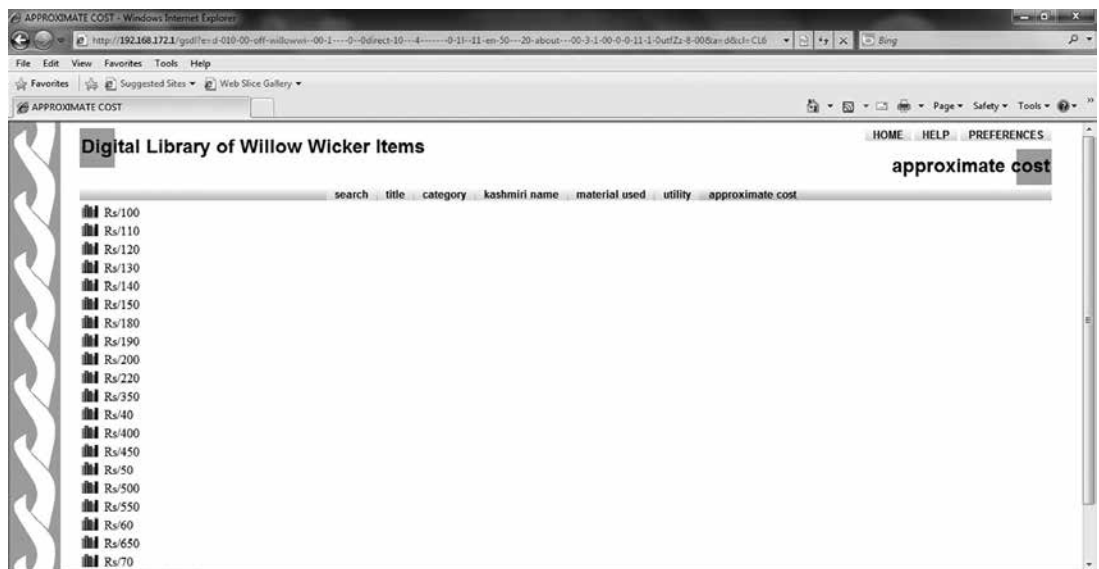 APPROXIMATE COST - Windows Internet Explorer
Bing
File Edit View Favorites Tools Help
Favorites Suggested Sites Web Slice Gallery
APPROXIMATE COST Page Safety Tools
HOME HELP PREFERENCES
Digital Library of Willow Wicker Items
approximate cost
search title category kashmiri name material used utility approximate cost
Rs/100
Rs/110
Rs/120
Rs/130
Rs/140
Rs/150
Rs/180
Rs/190
Rs/200
Rs/220
Rs/350
Rs/40
Rs/400
Rs/450
Rs/50
Rs/500
Rs/550
Rs/60
Rs/650
Rs/70